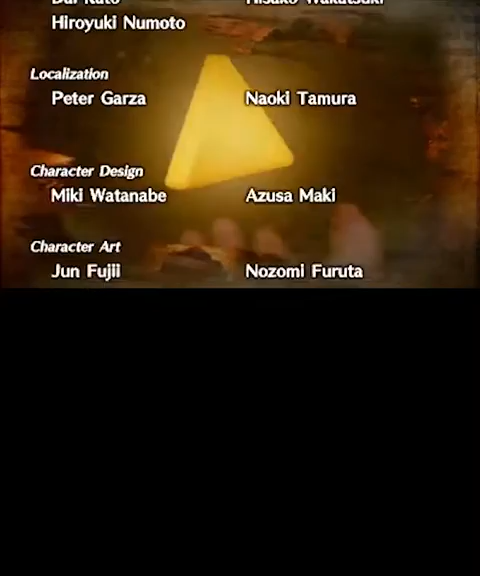 Hiroyuki Numoto
Localization
Peter Garza Naoki Tamura
Character Design
Miki Watanabe Azusa Maki
Character Art
Jun Fujii Nozomi Furuta